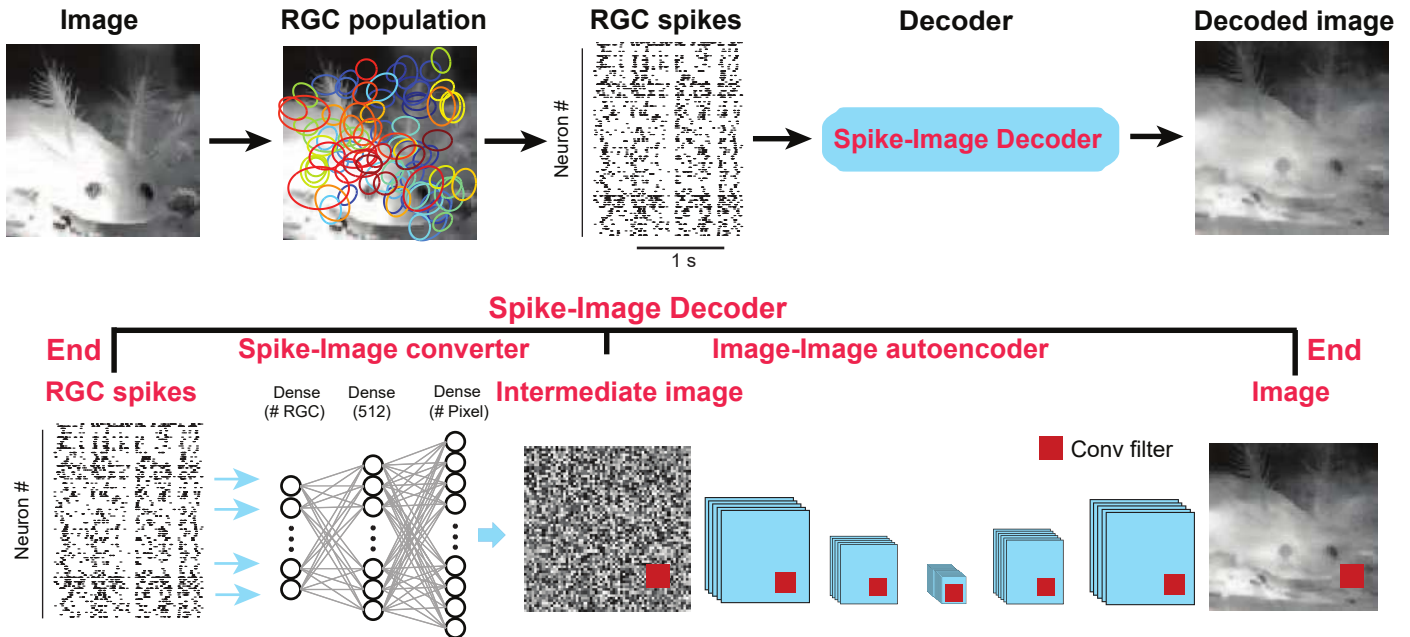 Image
RGC population
RGC spikes
Decoder
Decoded image
Neuron #
Spike-Image Decoder
1 s
Spike-Image Decoder
End
Spike-Image converter
Image-Image autoencoder
End
RGC spikes
Dense
(# RGC)
Dense
(512)
Dense
(# Pixel)
Intermediate image
Image
Neuron #
Conv filter